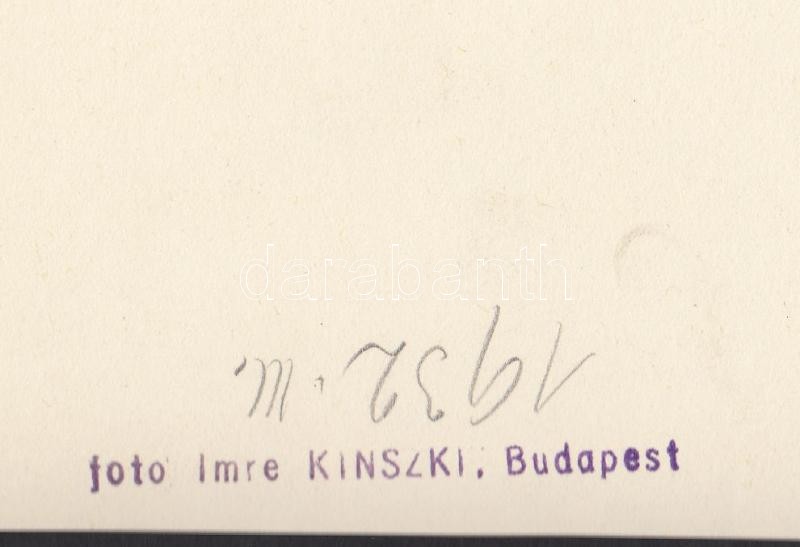 darabanth
1932. III.
foto Imre KINSZKI, Budapest